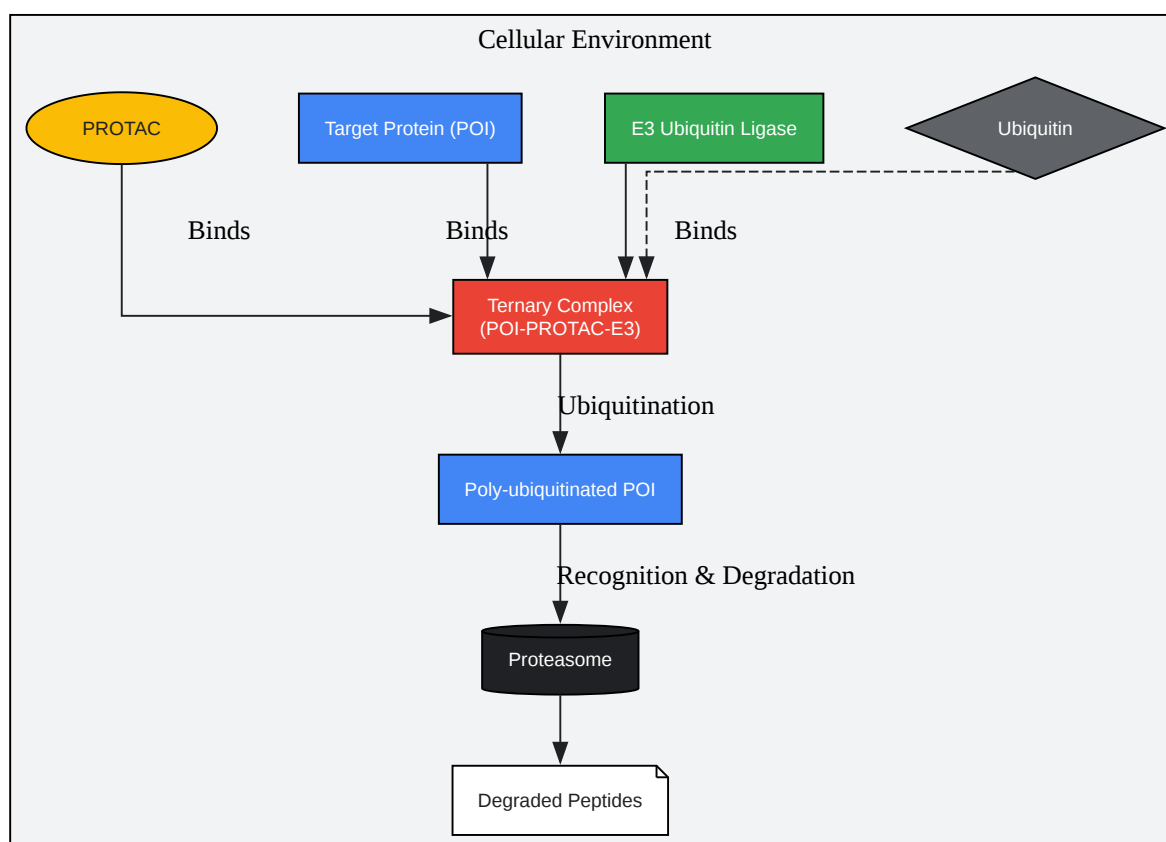 Cellular Environment
PROTAC
Target Protein (POI)
E3 Ubiquitin Ligase
Ubiquitin
Binds
Binds
Binds
Ternary Complex
(POI-PROTAC-E3)
Ubiquitination
Poly-ubiquitinated POI
Recognition & Degradation
Proteasome
Degraded Peptides